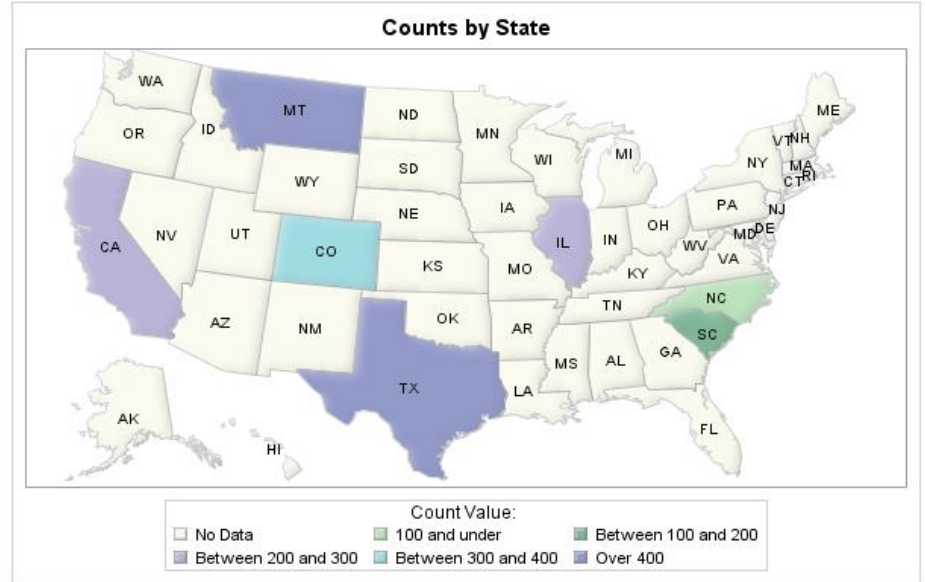 Counts by State
WA
MT
ND
ME
OR
ID
MN
VT
NH
WI
MI
NY
MA
SD
CT
RI
WY
IA
PA
NE
NJ
OH
DE
MD
NV
UT
CA
CO
IL
IN
WV
VA
KS
MO
KY
NC
TN
AZ
NM
OK
AR
SC
GA
MS
AL
TX
LA
AK
FL
HI
Count Value:
No Data
100 and under
Between 100 and 200
Between 200 and 300
Between 300 and 400
Over 400